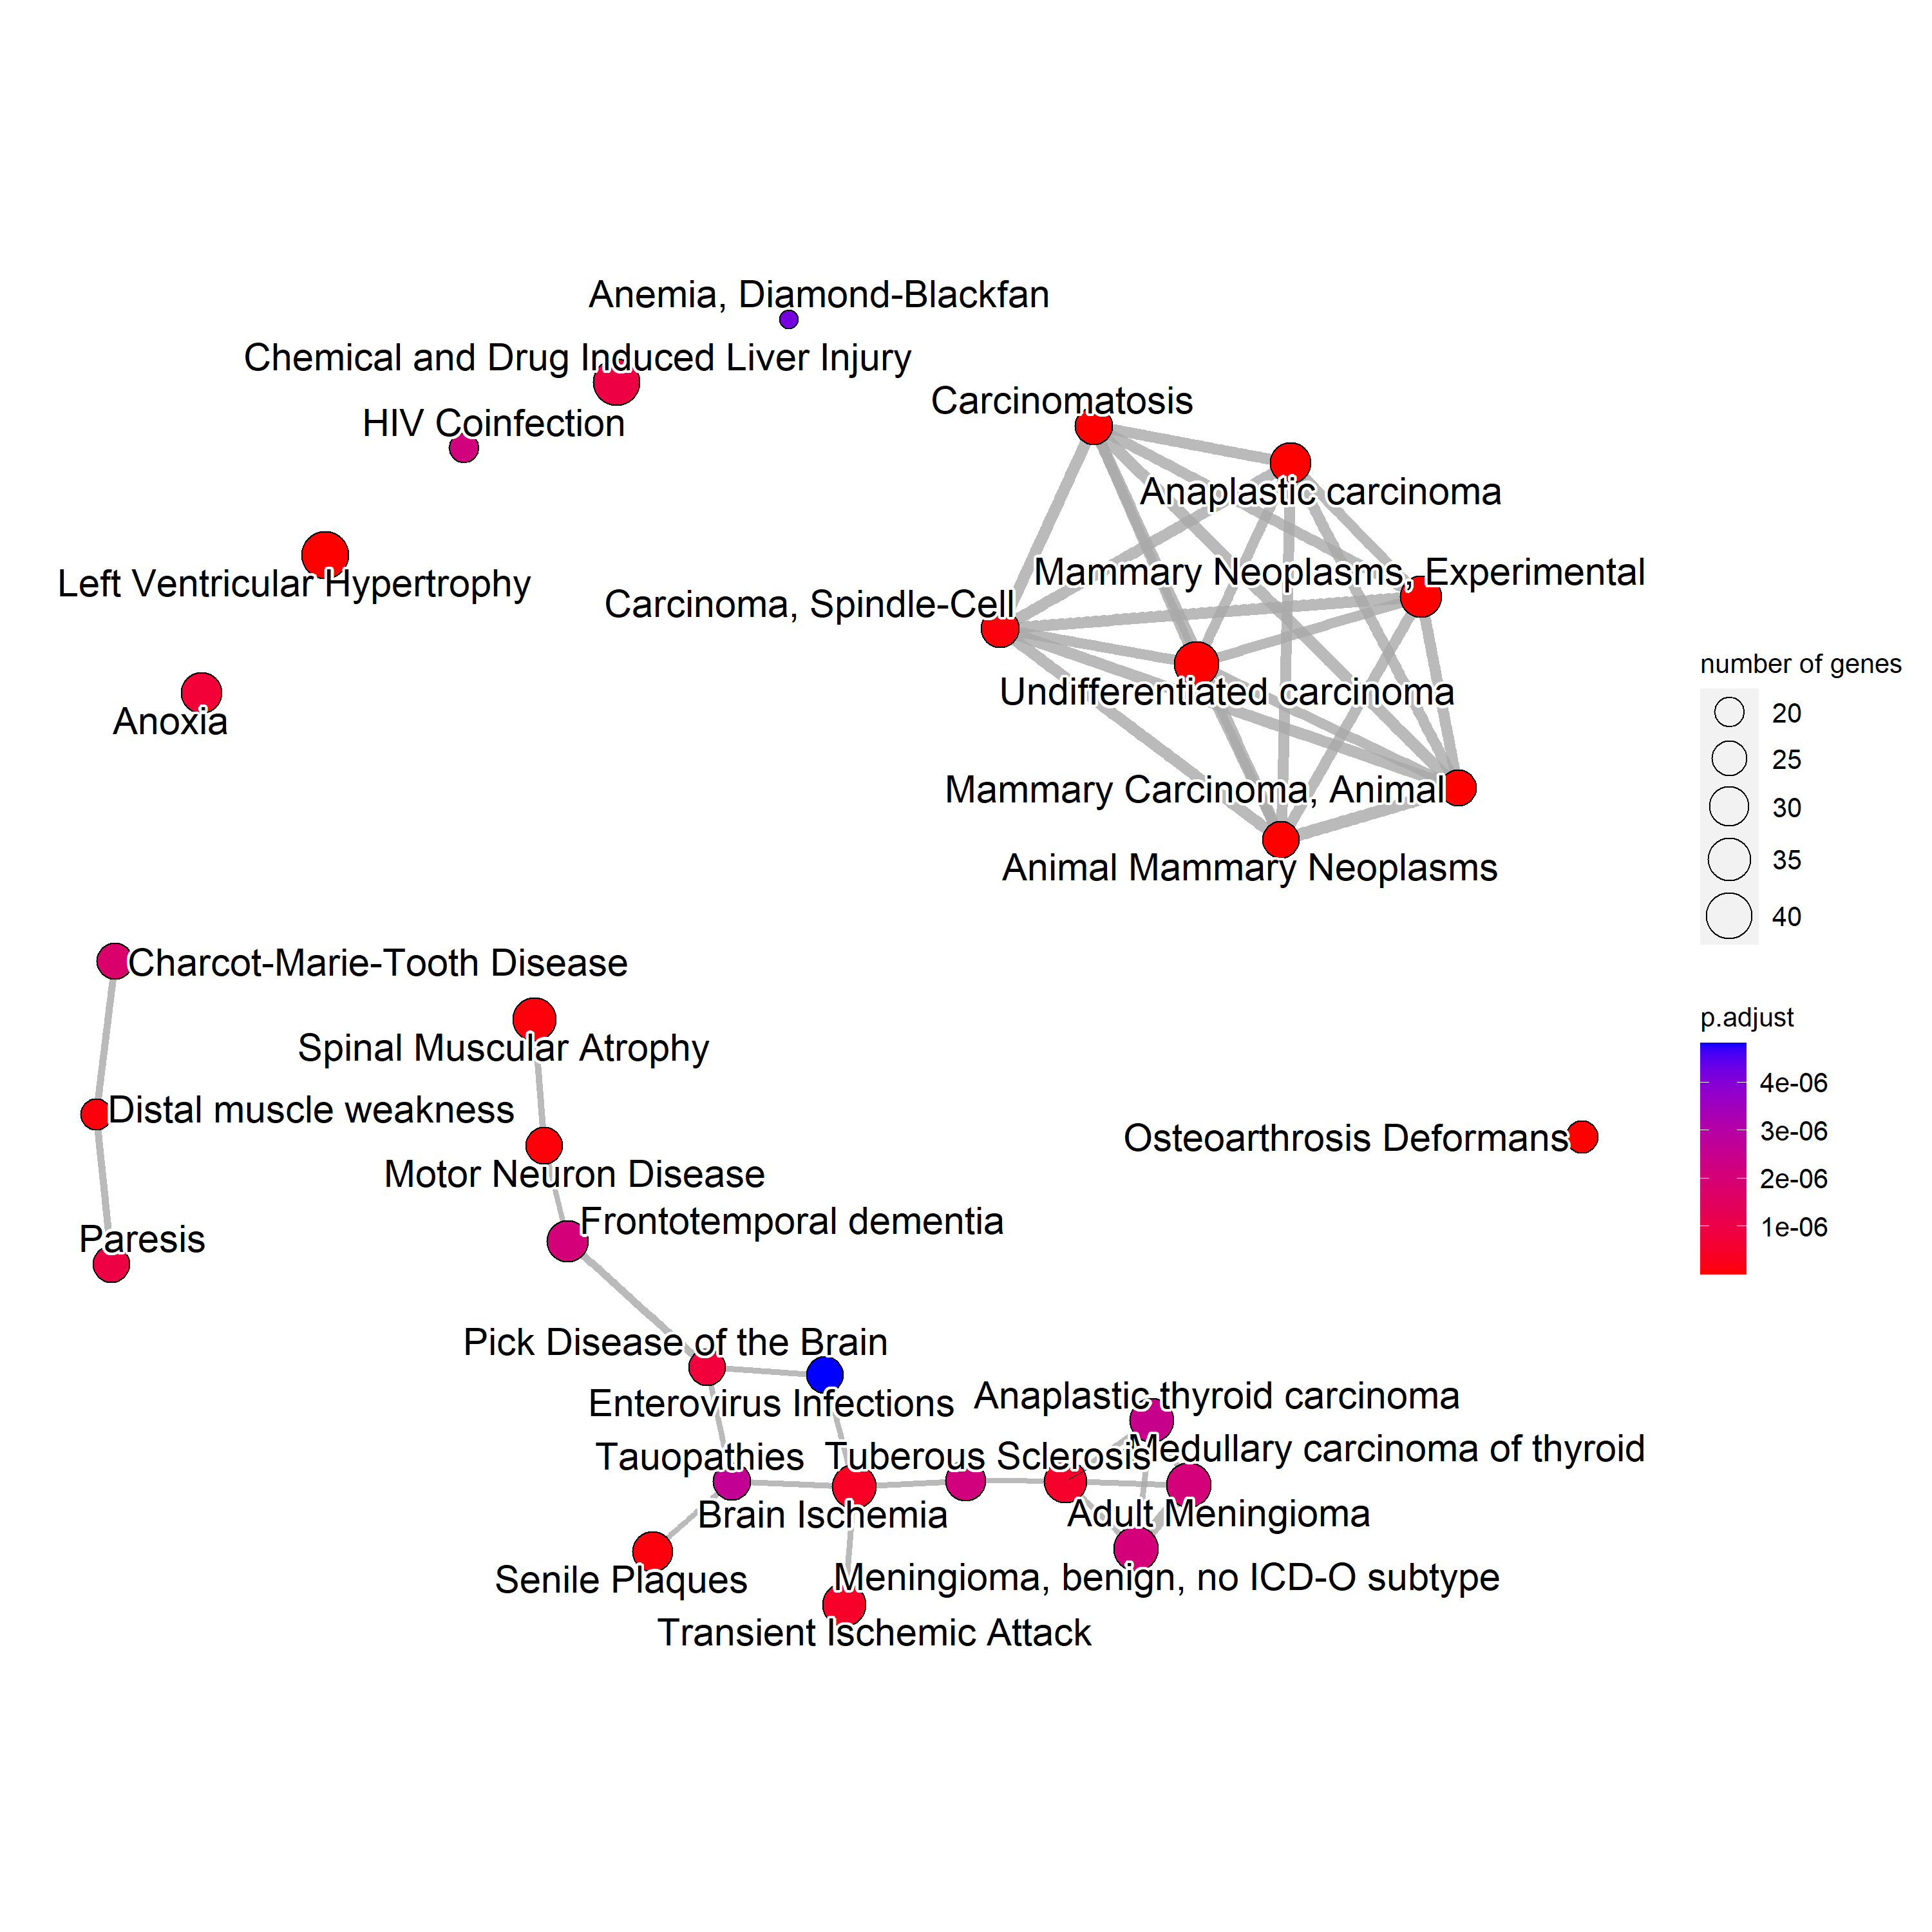 Anemia, Diamond-Blackfan
Chemical and Drug Induced Liver Injury
HIV Coinfection
Left Ventricular Hypertrophy
Anoxia
Carcinomatosis
Anaplastic carcinoma
Mammary Neoplasms, Experimental
Carcinoma, Spindle-Cell
Undifferentiated carcinoma
Mammary Carcinoma, Animal
Animal Mammary Neoplasms
Charcot-Marie-Tooth Disease
Spinal Muscular Atrophy
Distal muscle weakness
Motor Neuron Disease
Paresis
Frontotemporal dementia
Osteoarthrosis Deformans
Pick Disease of the Brain
Enterovirus Infections
Anaplastic thyroid carcinoma
Tauopathies
Tuberous Sclerosis
Medullary carcinoma of thyroid
Brain Ischemia
Adult Meningioma
Senile Plaques
Meningioma, benign, no ICD-O subtype
Transient Ischemic Attack
number of genes
20
25
30
35
40
p.adjust
4e-06
3e-06
2e-06
1e-06